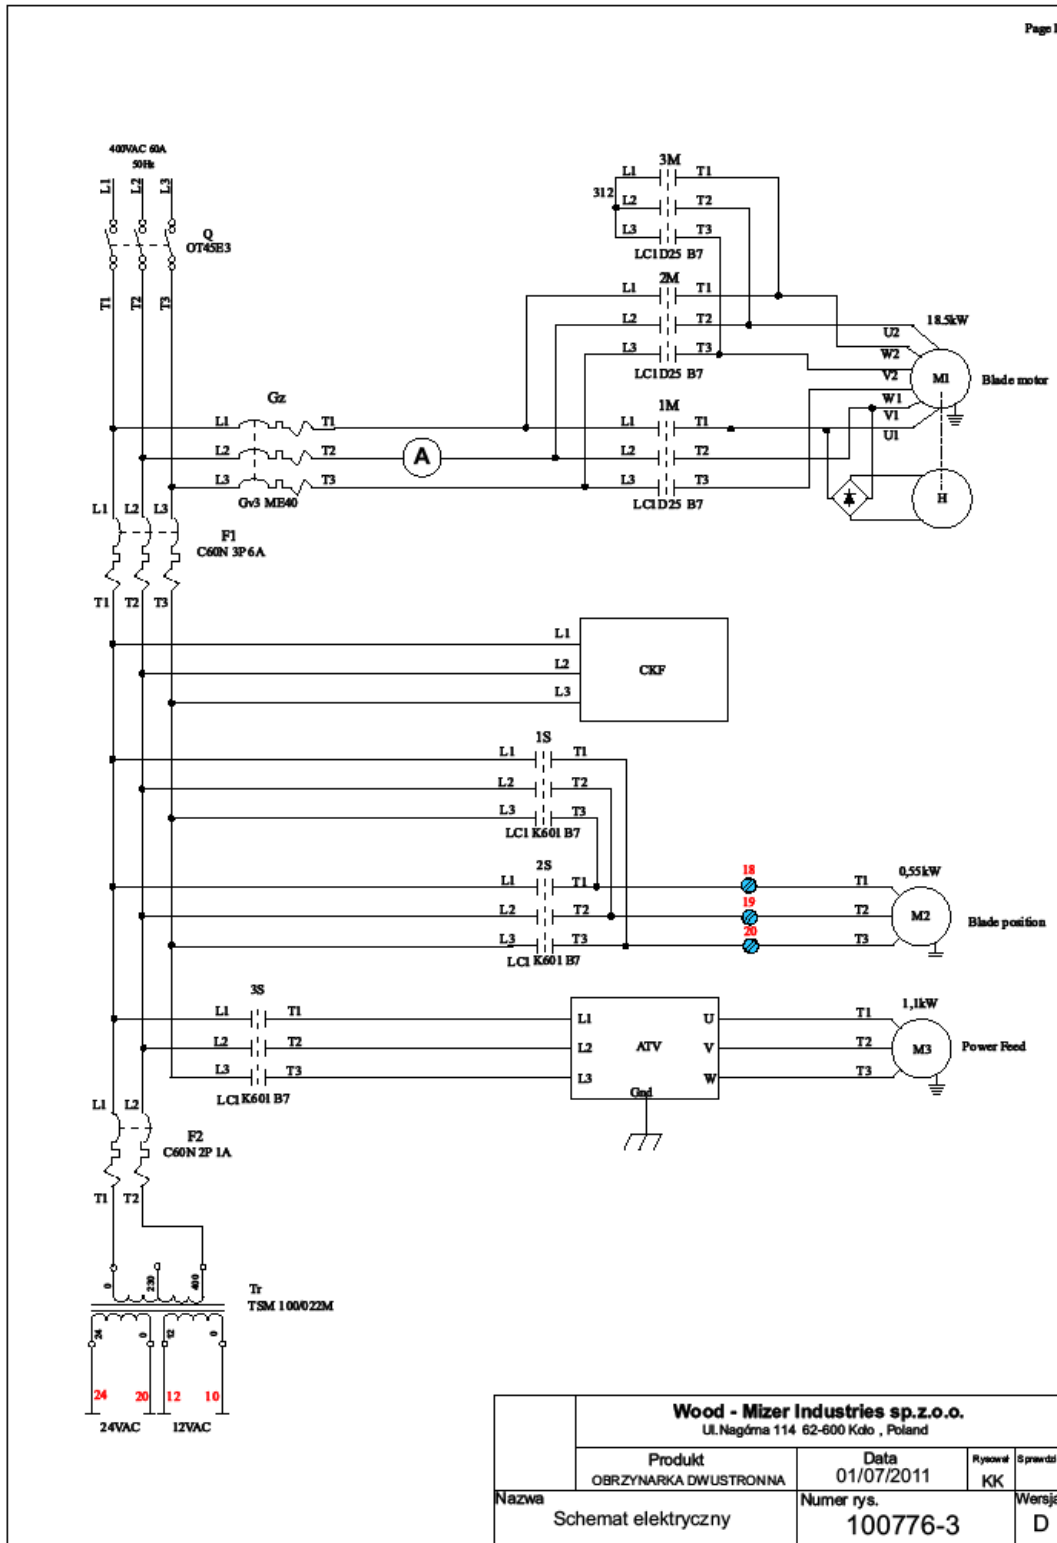 Page 1
400VAC 60A
50Hz
L1 L2 L3
Q
OT45E3
T1 T2 T3
3M
L1 T1
312
L2 T2
L3 T3
LC1D25 B7
2M
L1 T1
L2 T2
L3 T3
LC1D25 B7
18.5kW
U2
W2
V2
M1
Blade motor
W1
V1
U1
H
Gz
L1 T1
L2 T2
A
L3 T3
Gv3 ME40
1M
L1 T1
L2 T2
L3 T3
LC1D25 B7
L1 L2 L3
F1
C60N 3P 6A
T1 T2 T3
L1
L2
L3
CKF
1S
L1 T1
L2 T2
L3 T3
LC1 K601 B7
2S
L1 T1
L2 T2
L3 T3
LC1 K601 B7
18
19
20
0,55kW
T1
T2
T3
M2
Blade position
3S
L1 T1
L2 T2
L3 T3
LC1 K601 B7
L1 U
L2 ATV V
L3 W
Gnd
1,1kW
T1
T2
T3
M3
Power Feed
L1 L2
F2
C60N 2P 1A
T1 T2
0 230 400
Tr
TSM 100/022M
24 0 12 0
24 20 12 10
24VAC 12VAC
Wood - Mizer Industries sp.z.o.o.
Ul.Nagórna 114 62-600 Koło , Poland
Produkt
OBRZYNARKA DWUSTRONNA
Data
01/07/2011
Rysował
KK
Sprawdził
Nazwa
Schemat elektryczny
Numer rys.
100776-3
Wersja
D